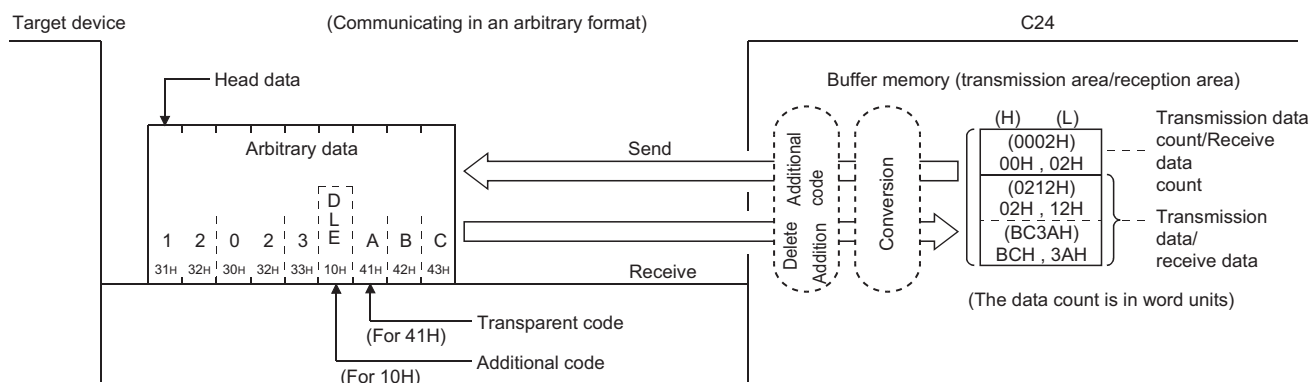 Target device
(Communicating in an arbitrary format)
C24
Head data
Buffer memory (transmission area/reception area)
Arbitrary data
Send
Delete Additional
Addition code
Conversion
(H) (L)
(0002H)
00H , 02H
(0212H)
02H , 12H
(BC3AH)
BCH , 3AH
Transmission data
count/Receive
data
count
Transmission
data/
receive data
DLE
1 2 0 2 3 A B C
31H 32H 30H 32H 33H 10H 41H 42H 43H
Receive
(The data count is in word units)
(For 41H)
Transparent code
(For 10H)
Additional code